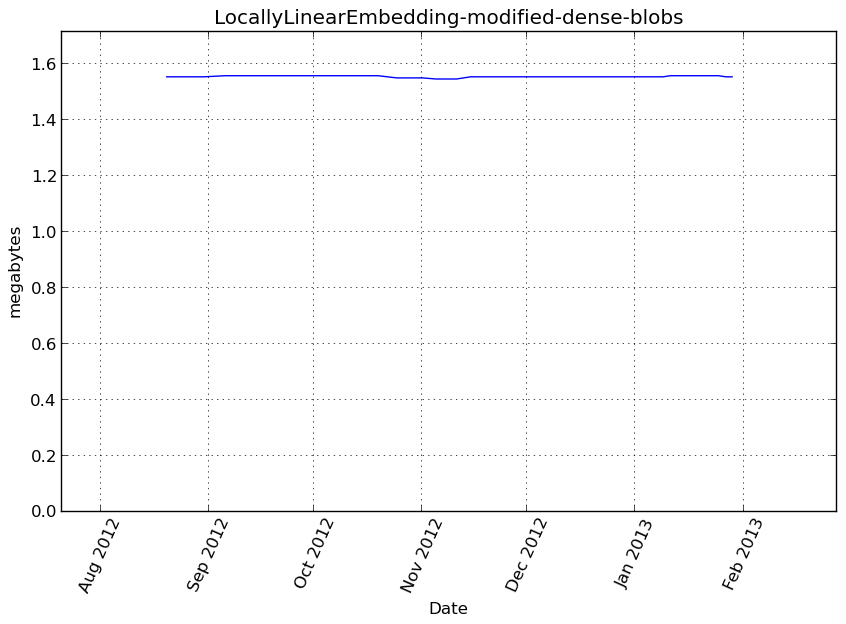 LocallyLinearEmbedding-modified-dense-blobs
megabytes
1.6
1.4
1.2
1.0
0.8
0.6
0.4
0.2
0.0
Aug 2012
Sep 2012
Oct 2012
Nov 2012
Dec 2012
Jan 2013
Feb 2013
Date